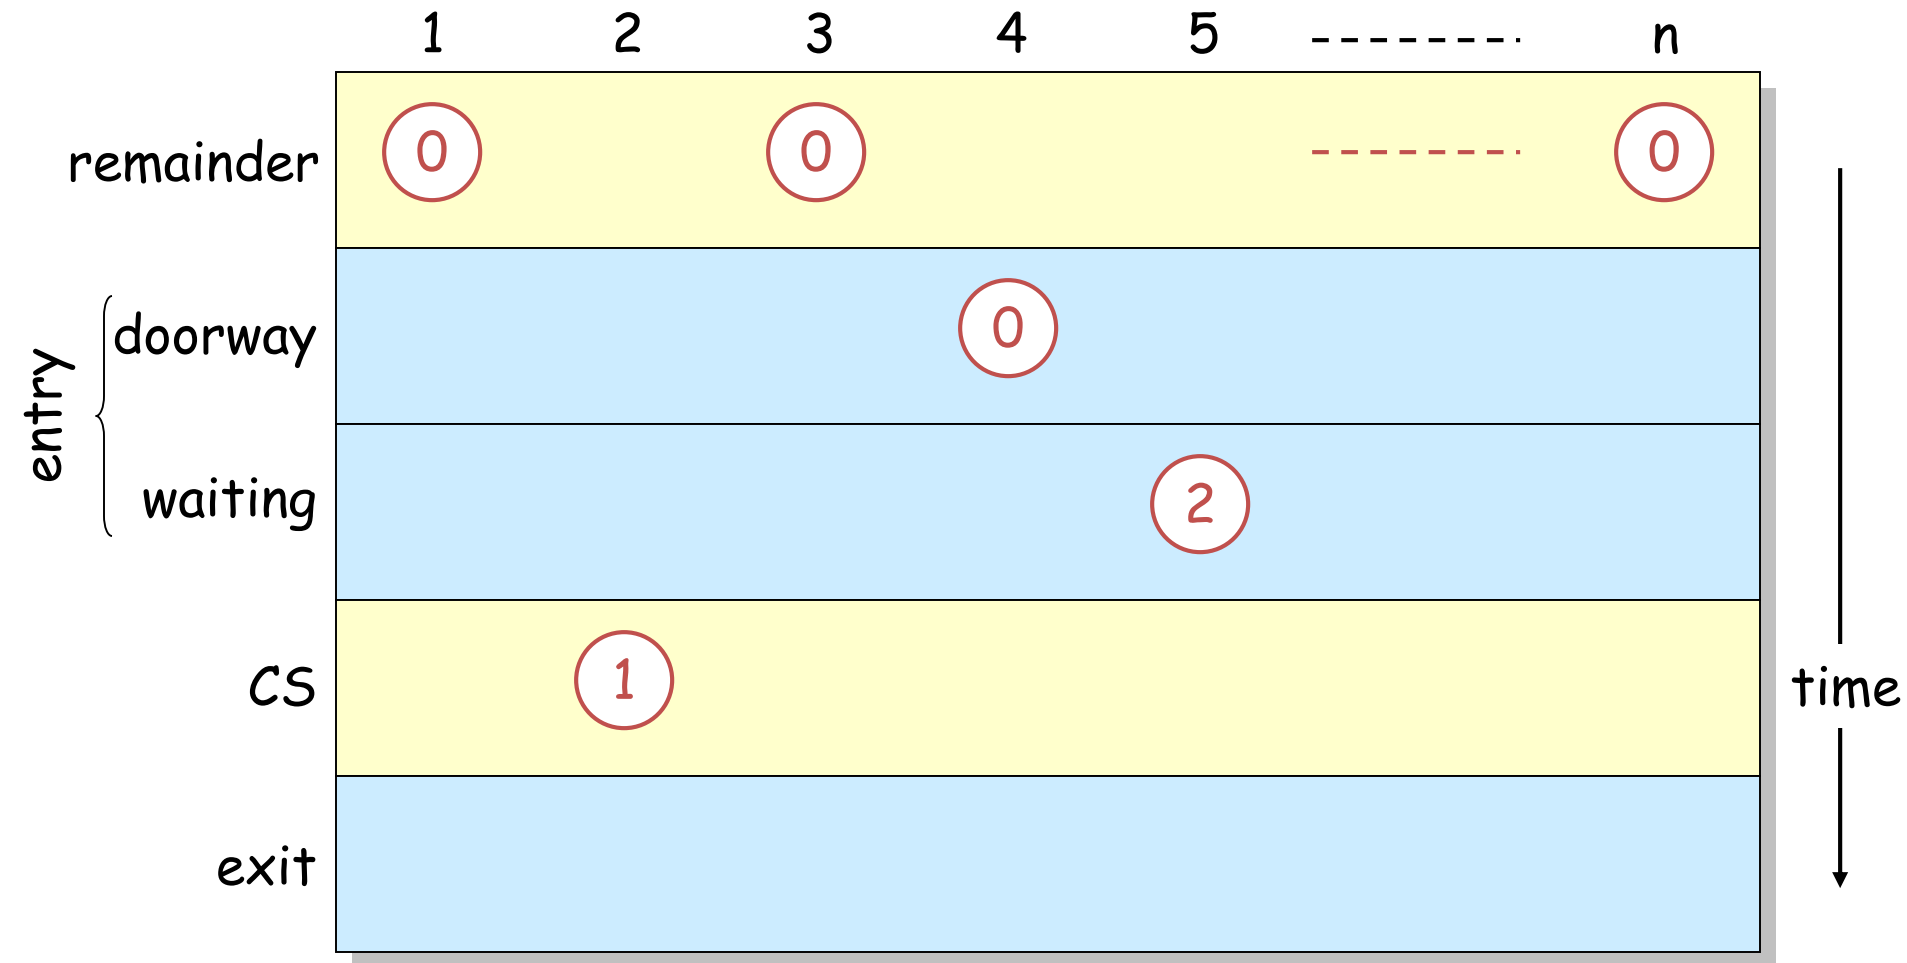 1 2 3 4 5 n
remainder 0 0 0
entry
doorway 0
waiting 2
CS 1
time
exit